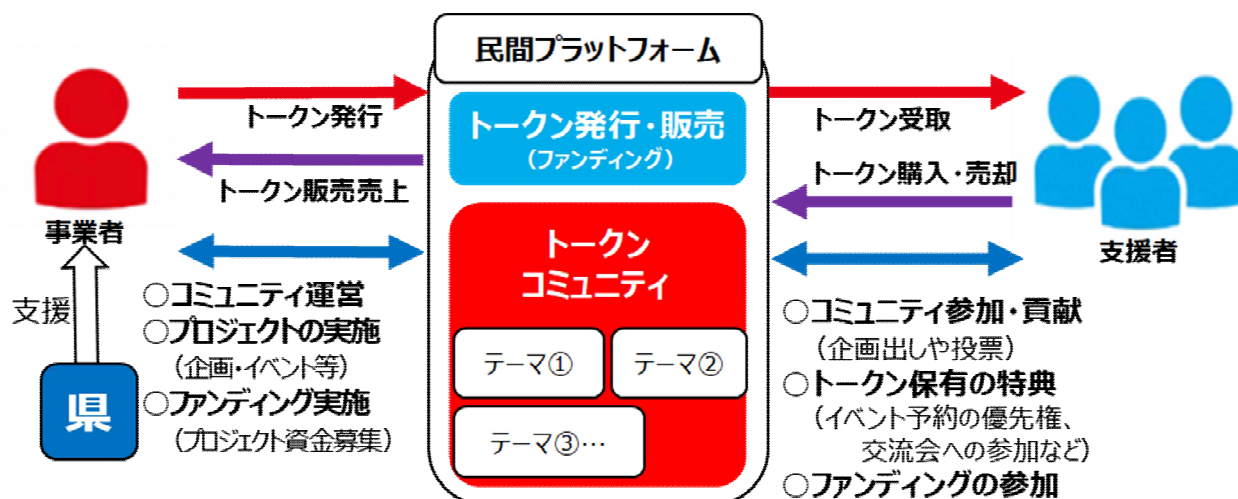 民間プラットフォーム
トークン発行
トークン販売売上
事業者
支援
県
○コミュニティ運営
○プロジェクトの実施
(企画・イベント等)
○ファンディング実施
(プロジェクト資金募集)
トークン発行・販売
(ファンディング)
トークン
コミュニティ
テーマ①
テーマ②
テーマ③…
トークン受取
トークン購入・売却
支援者
○コミュニティ参加・貢献
(企画出しや投票)
○トークン保有の特典
(イベント予約の優先権、
交流会への参加など)
○ファンディングの参加